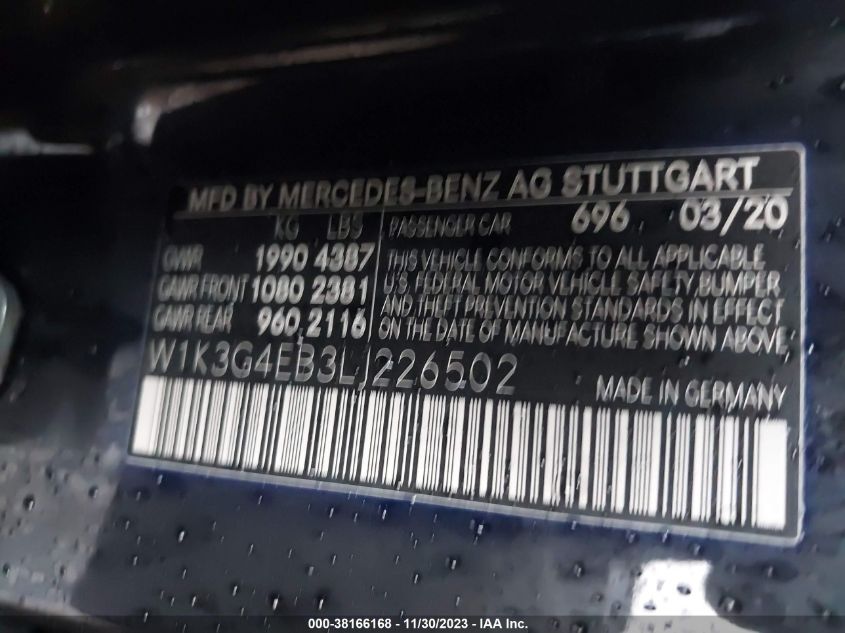 MFD BY MERCEDES-BENZ AG STUTTGART
KG LBS PASSENGER CAR 696 03/20
GVWR 1990 4387
GAWR FRONT 1080 2381
GAWR REAR 960 2116
THIS VEHICLE CONFORMS TO ALL APPLICABLE
U.S. FEDERAL MOTOR VEHICLE SAFETY, BUMPER
AND THEFT PREVENTION STANDARDS IN EFFECT
ON THE DATE OF MANUFACTURE SHOWN ABOVE
W1K3G4EB3LJ226502
MADE IN GERMANY
000-38166168 - 11/30/2023 - © IAA Inc.